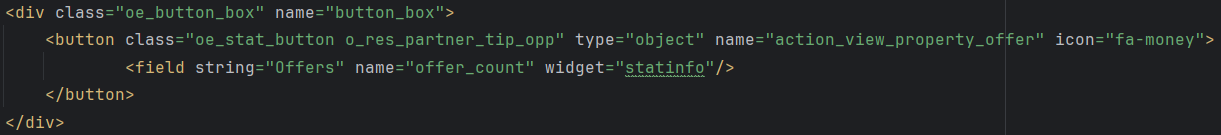 <div class="oe_button_box" name="button_box">
<button class="oe_stat_button o_res_partner_tip_opp" type="object" name="action_view_property_offer" icon="fa-money">
<field string="Offers" name="offer_count" widget="statinfo"/>
</button>
</div>